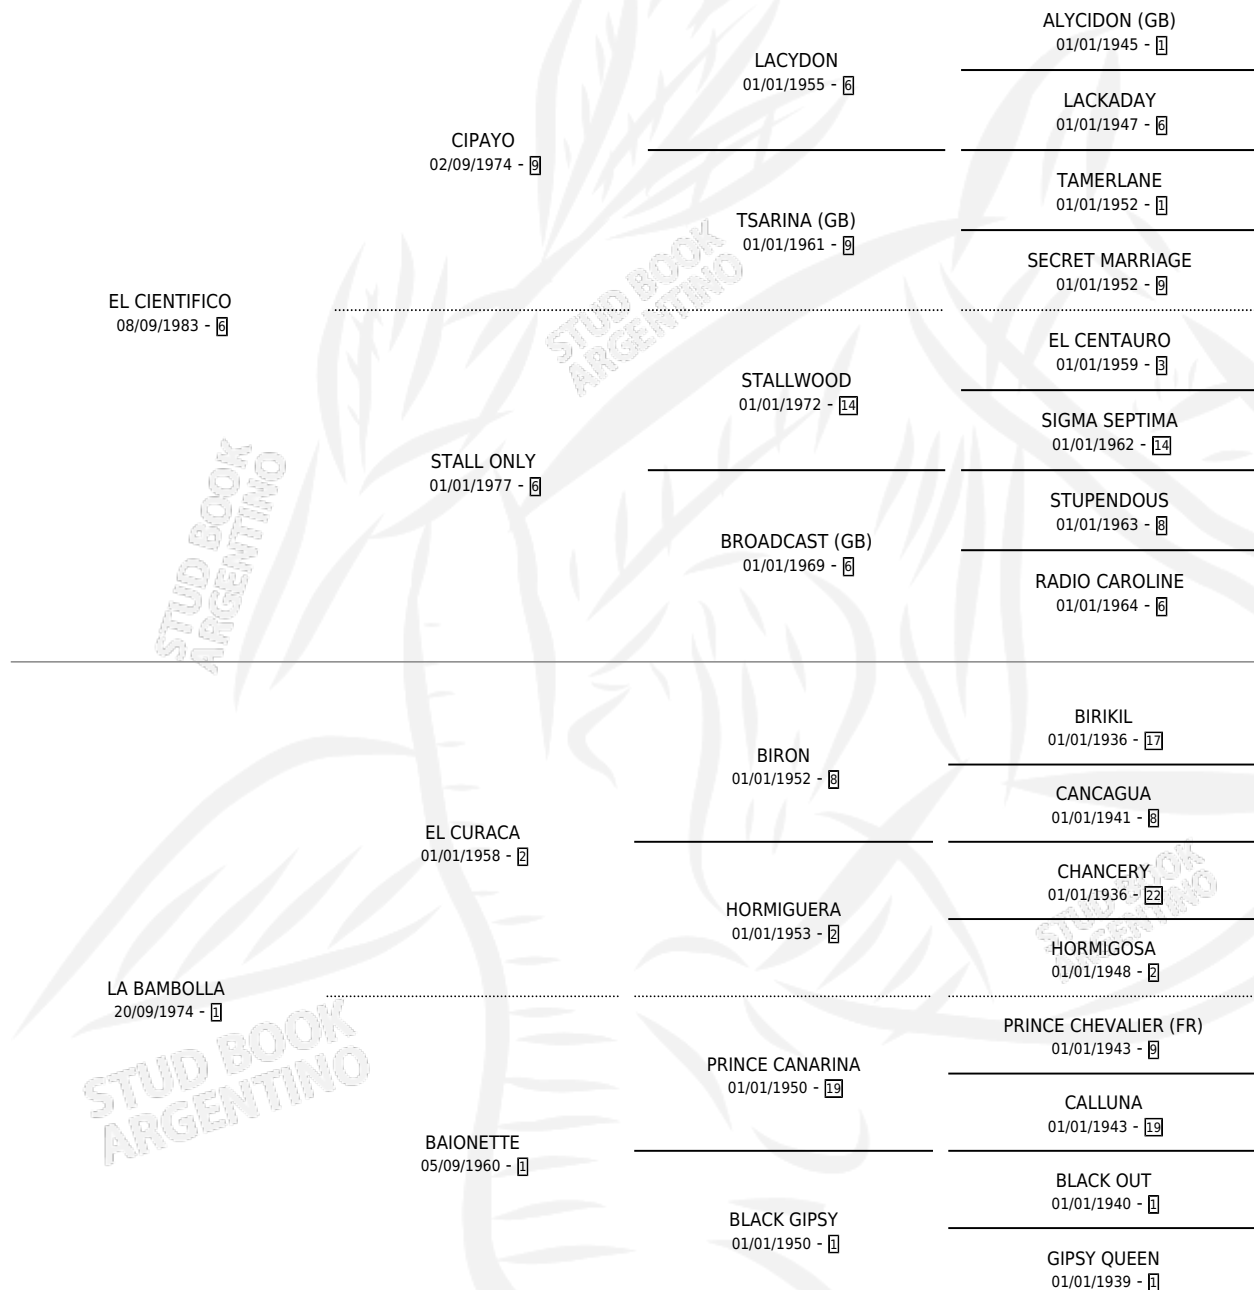 ALYCIDON (GB)
01/01/1945 - 1
LACYDON
01/01/1955 - 6
LACKADAY
01/01/1947 - 6
CIPAYO
02/09/1974 - 9
TAMERLANE
01/01/1952 - 1
TSARINA (GB)
01/01/1961 - 9
SECRET MARRIAGE
01/01/1952 - 9
EL CIENTIFICO
08/09/1983 - 6
STUD BOOK
ARGENTINO
EL CENTAURO
01/01/1959 - 3
STALLWOOD
01/01/1972 - 14
SIGMA SEPTIMA
01/01/1962 - 14
STALL ONLY
01/01/1977 - 6
STUPENDOUS
01/01/1963 - 8
BROADCAST (GB)
01/01/1969 - 6
RADIO CAROLINE
01/01/1964 - 6
STUD BOOK
ARGENTINO
BIRIKIL
01/01/1936 - 17
BIRON
01/01/1952 - 8
CANCAGUA
01/01/1941 - 8
EL CURACA
01/01/1958 - 2
CHANCERY
01/01/1936 - 22
HORMIGUERA
01/01/1953 - 2
STUD BOOK
ARGENTINO
HORMIGOSA
01/01/1948 - 2
LA BAMBOLLA
20/09/1974 - 1
PRINCE CHEVALIER (FR)
01/01/1943 - 9
PRINCE CANARINA
01/01/1950 - 19
STUD BOOK
ARGENTINO
CALLUNA
01/01/1943 - 19
BAIONETTE
05/09/1960 - 1
BLACK OUT
01/01/1940 - 1
BLACK GIPSY
01/01/1950 - 1
GIPSY QUEEN
01/01/1939 - 1